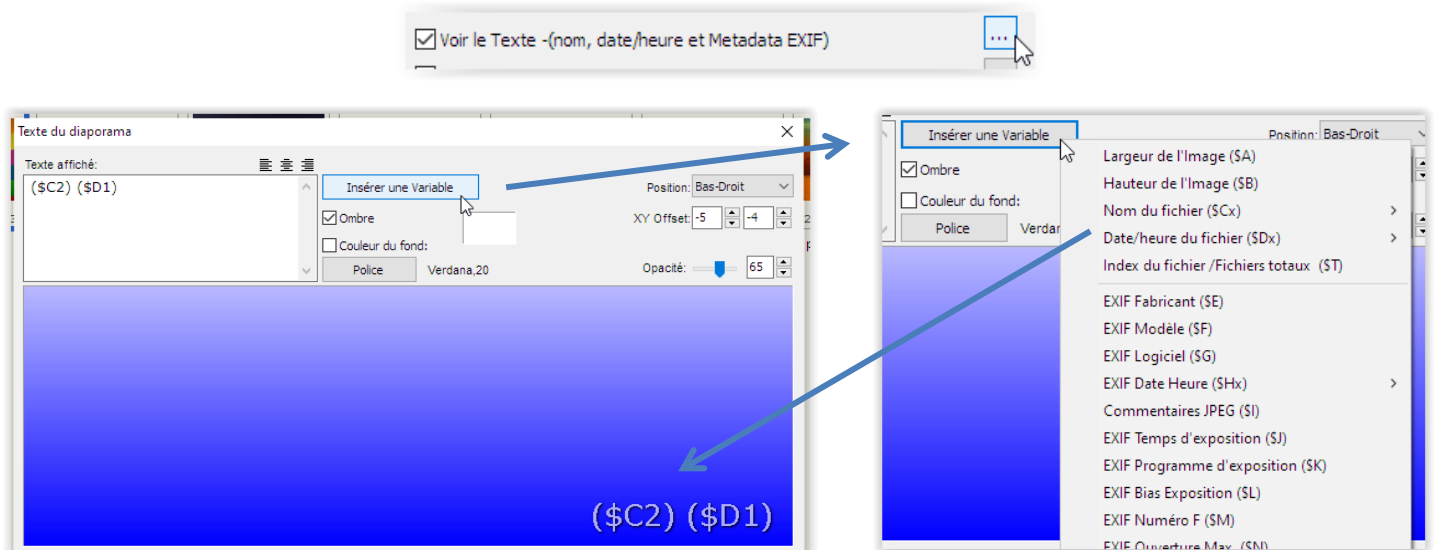 Voir le Texte -(nom, date/heure et Metadata EXIF)
...
Texte du diaporama
Texte affiché:
($C2) ($D1)
Insérer une Variable
Position: Bas-Droit
Ombre
XY Offset: -5 -4
Couleur du fond:
Police Verdana,20
Opacité: 65
($C2) ($D1)
Insérer une Variable
Position: Bas-Droit
Ombre
Couleur du fond:
Police Verdar
Largeur de l'Image ($A)
Hauteur de l'Image ($B)
Nom du fichier ($Cx)
Date/heure du fichier ($Dx)
Index du fichier /Fichiers totaux ($T)
EXIF Fabricant ($E)
EXIF Modèle ($F)
EXIF Logiciel ($G)
EXIF Date Heure ($Hx)
Commentaires JPEG ($I)
EXIF Temps d'exposition ($J)
EXIF Programme d'exposition ($K)
EXIF Bias Exposition ($L)
EXIF Numéro F ($M)
EXIF Ouverture Max. ($N)